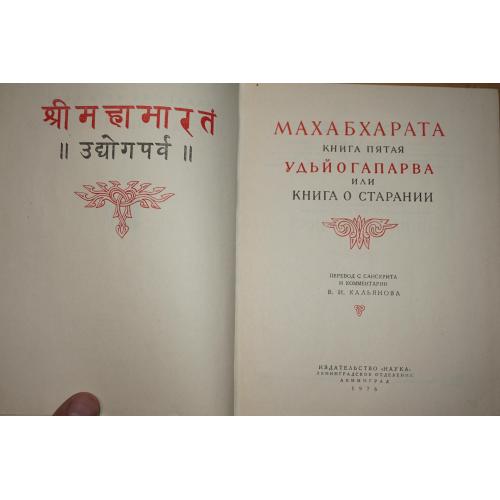 श्रीमहाभारतं
॥ उद्योगपर्व ॥
МАХАБХАРАТА
КНИГА ПЯТАЯ
УДЬЙОГАПАРВА
ИЛИ
КНИГА О СТАРАНИИ
ПЕРЕВОД С САНСКРИТА
И КОММЕНТАРИИ
В. И. КАЛЬЯНОВА
ИЗДАТЕЛЬСТВО «НАУКА»
ЛЕНИНГРАДСКОЕ ОТДЕЛЕНИЕ
ЛЕНИНГРАД
1976